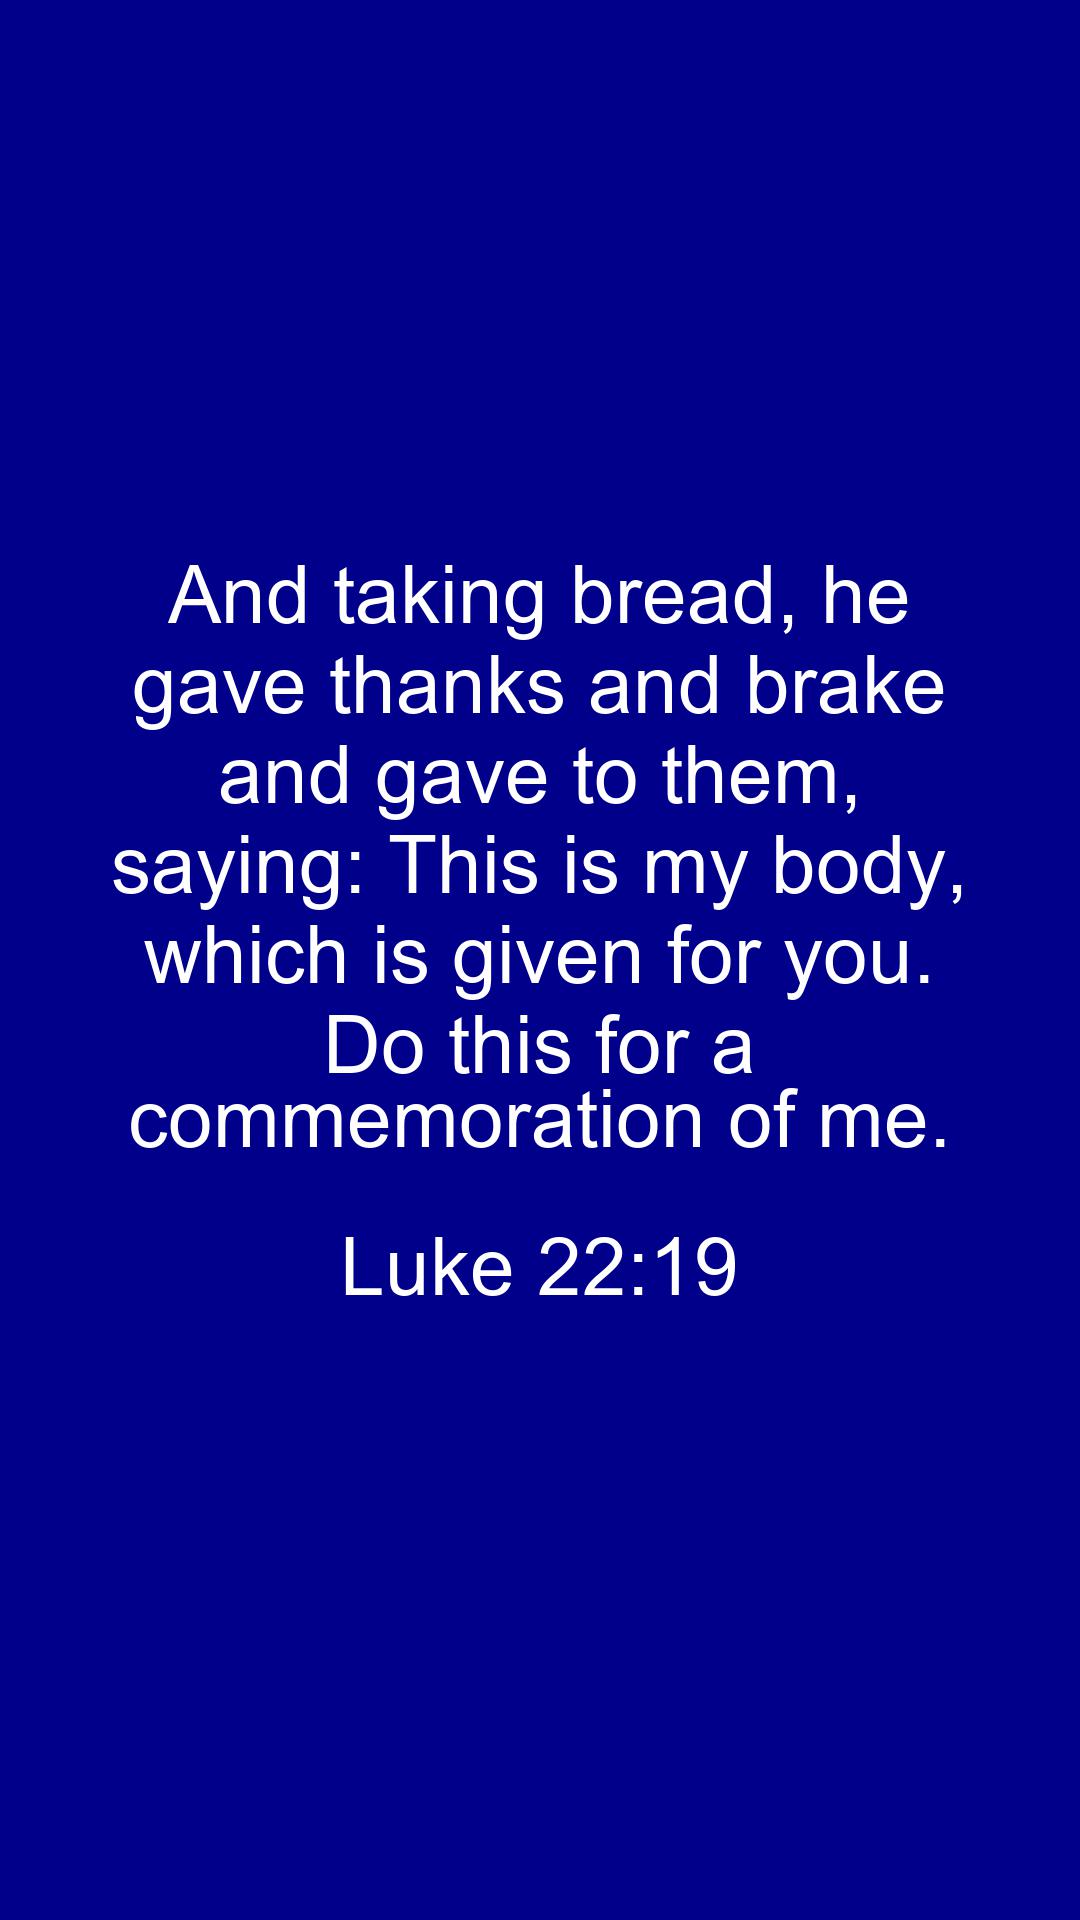 And taking bread, he
gave thanks and brake
and gave to them,
saying: This is my body,
which is given for you.
Do this for a
commemoration of me.
Luke 22:19